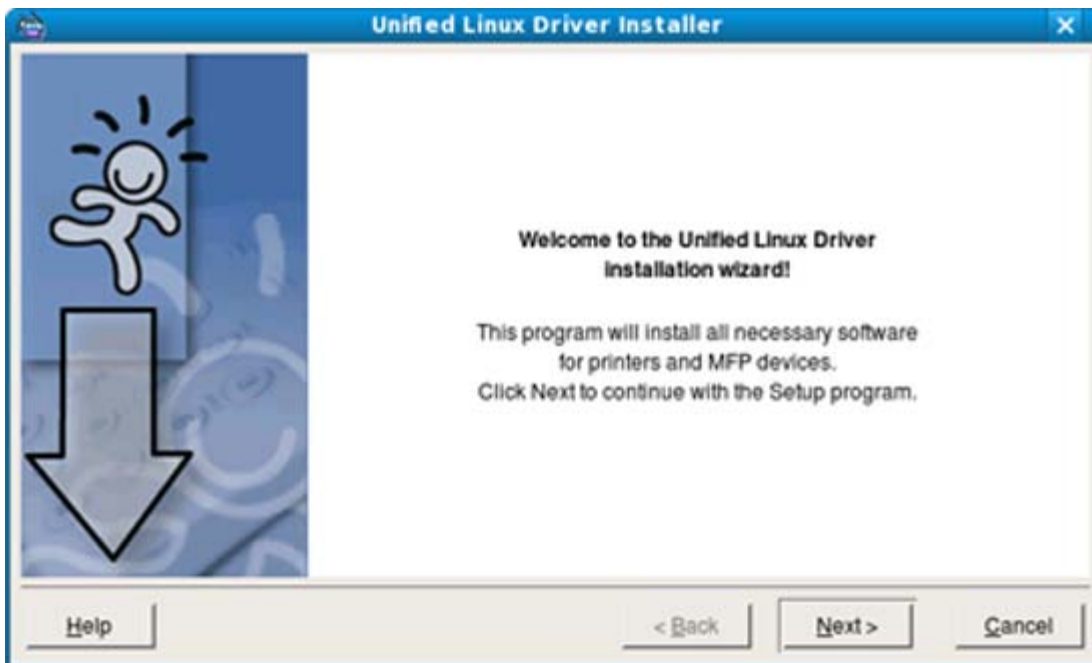 Unified Linux Driver Installer
Welcome to the Unified Linux Driver
installation wizard!
This program will install all necessary software
for printers and MFP devices.
Click Next to continue with the Setup program.
Help
< Back
Next >
Cancel